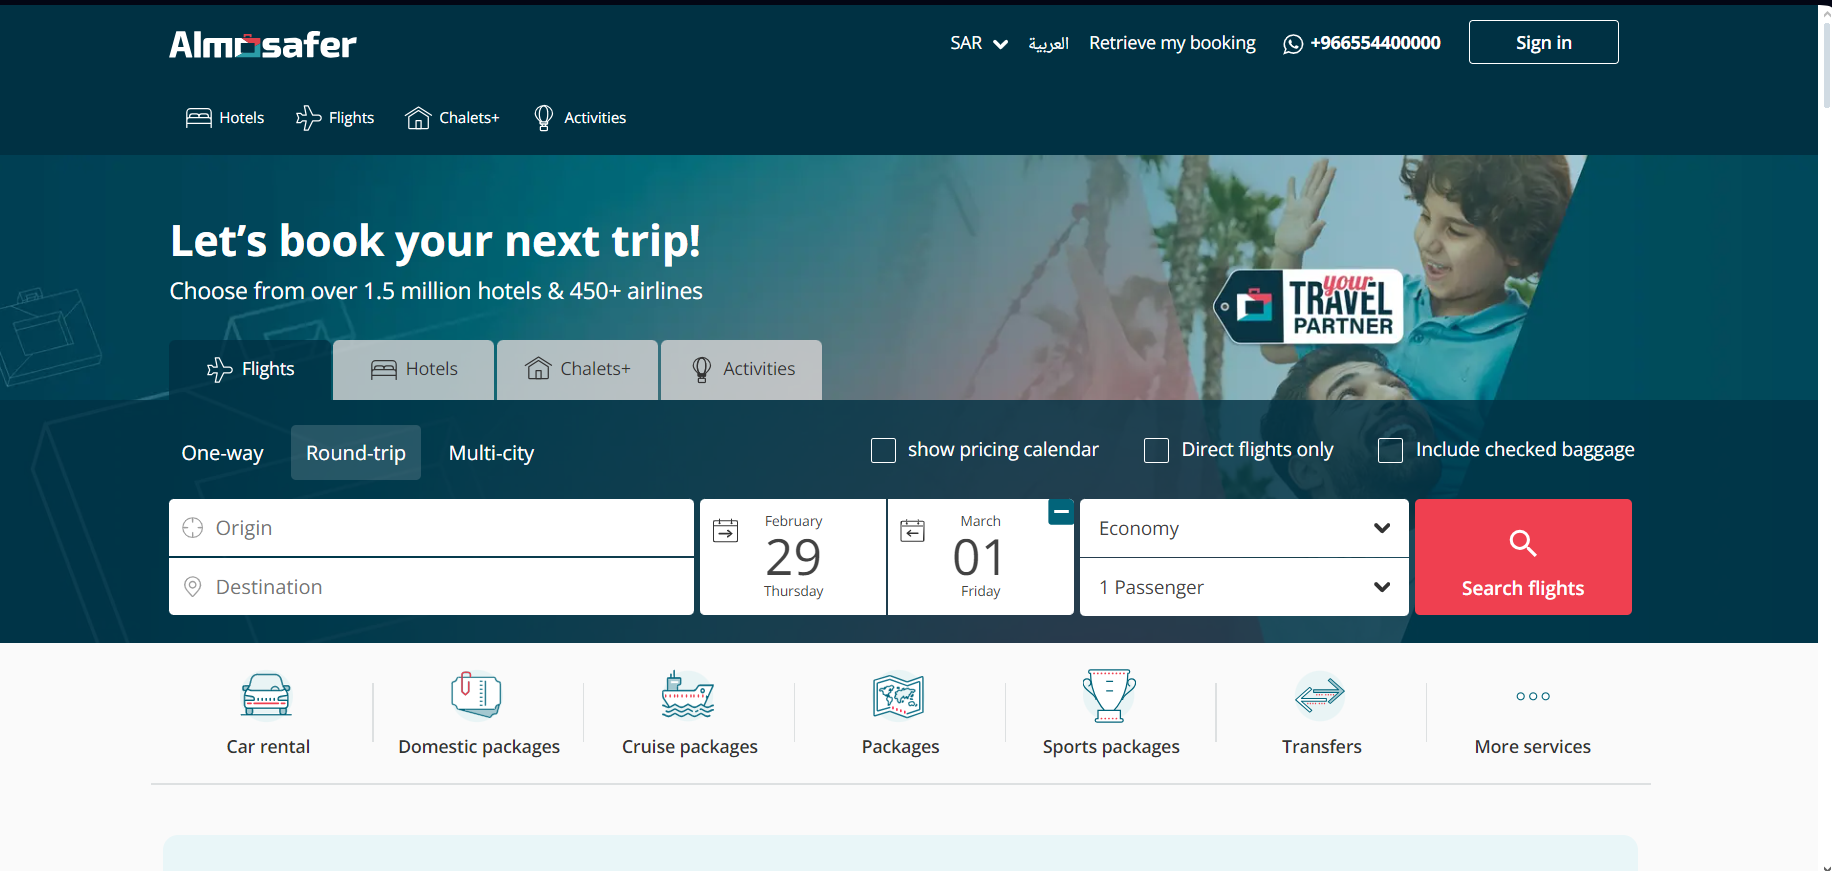 Almosafer
SAR
العربية
Retrieve my booking
+966554400000
Sign in
Hotels
Flights
Chalets+
Activities
Let's book your next trip!
Choose from over 1.5 million hotels & 450+ airlines
your
TRAVEL
PARTNER
Flights
Hotels
Chalets+
Activities
One-way
Round-trip
Multi-city
show pricing calendar
Direct flights only
Include checked baggage
Origin
Destination
February
29
Thursday
March
01
Friday
Economy
1 Passenger
Search flights
Car rental
Domestic packages
Cruise packages
Packages
Sports packages
Transfers
More services